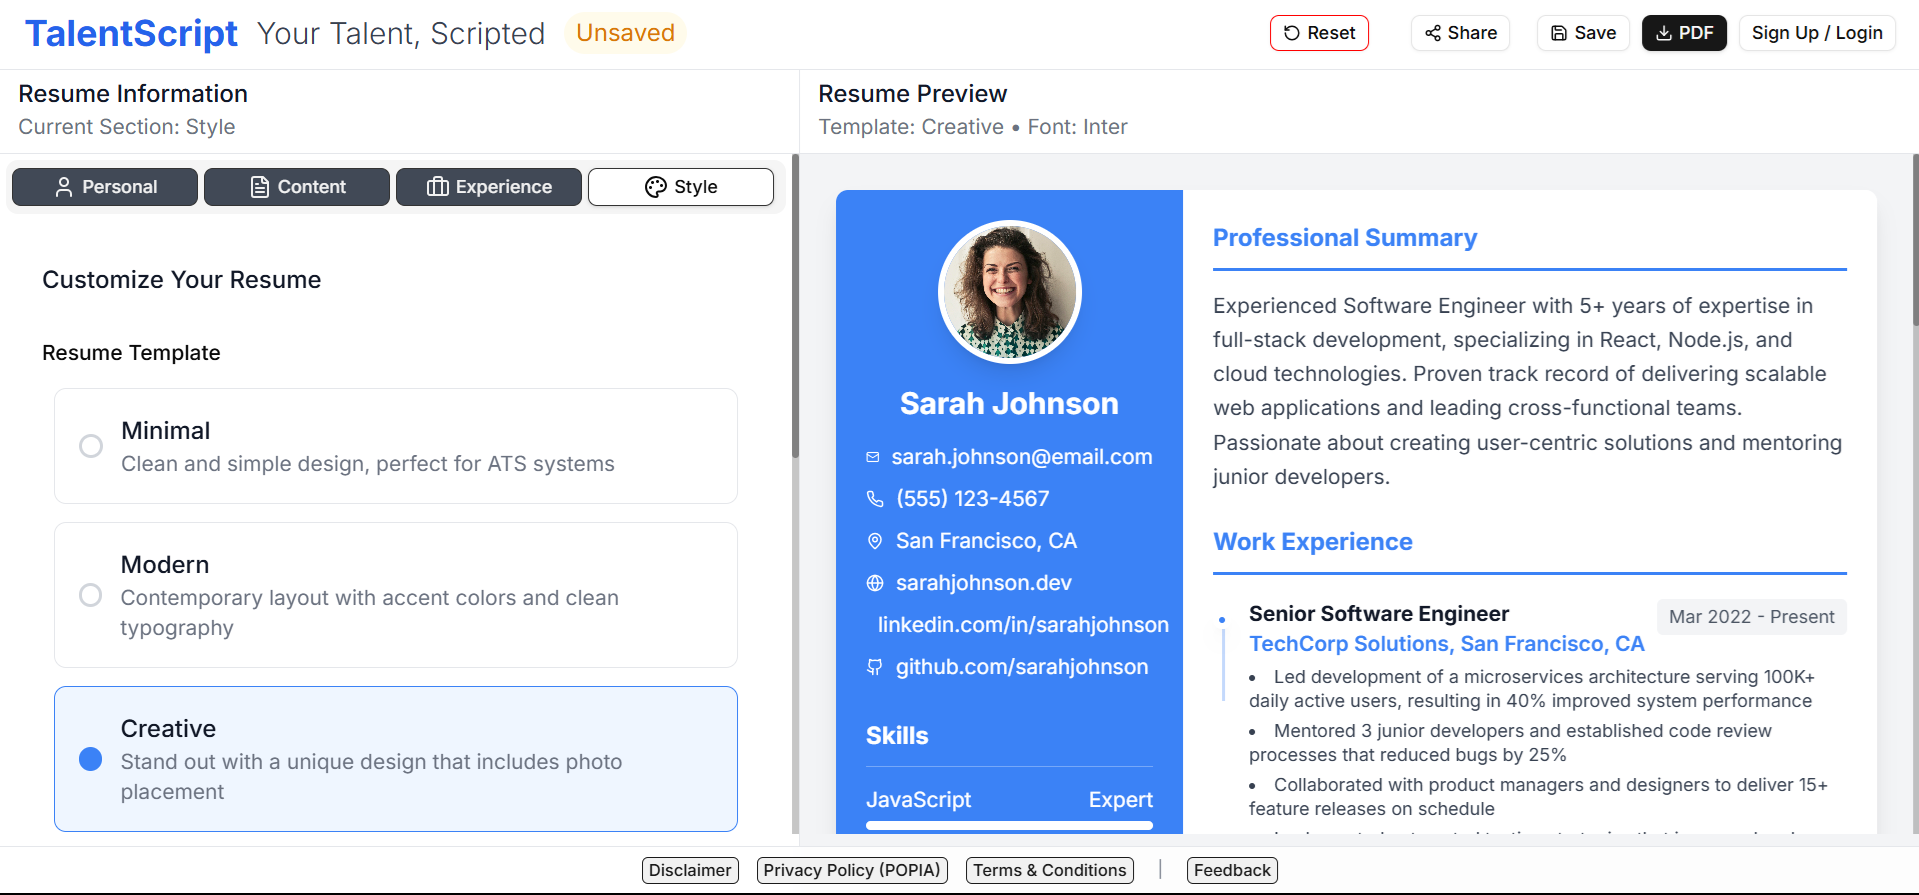 TalentScript Your Talent, Scripted Unsaved
Reset Share Save PDF Sign Up / Login
Resume Information
Current Section: Style
Personal Content Experience Style
Customize Your Resume
Resume Template
Minimal
Clean and simple design, perfect for ATS systems
Modern
Contemporary layout with accent colors and clean
typography
Creative
Stand out with a unique design that includes photo
placement
Resume Preview
Template: Creative • Font: Inter
Sarah Johnson
sarah.johnson@email.com
(555) 123-4567
San Francisco, CA
sarahjohnson.dev
linkedin.com/in/sarahjohnson
github.com/sarahjohnson
Skills
JavaScript Expert
Professional Summary
Experienced Software Engineer with 5+ years of expertise in
full-stack development, specializing in React, Node.js, and
cloud technologies. Proven track record of delivering scalable
web applications and leading cross-functional teams.
Passionate about creating user-centric solutions and mentoring
junior developers.
Work Experience
Senior Software Engineer Mar 2022 - Present
TechCorp Solutions, San Francisco, CA
• Led development of a microservices architecture serving 100K+
daily active users, resulting in 40% improved system performance
• Mentored 3 junior developers and established code review
processes that reduced bugs by 25%
• Collaborated with product managers and designers to deliver 15+
feature releases on schedule
Disclaimer Privacy Policy (POPIA) Terms & Conditions | Feedback